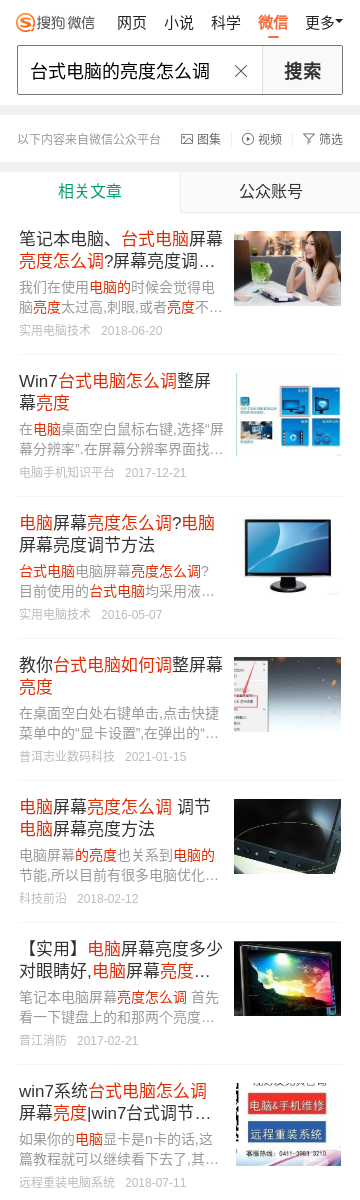 搜狗微信 网页 小说 科学 微信 更多
台式电脑的亮度怎么调 搜索
以下内容来自微信公众平台 图集 视频 筛选
相关文章 公众账号
笔记本电脑、台式电脑屏幕
亮度怎么调?屏幕亮度调…
我们在使用电脑的时候会觉得电
脑亮度太过高,刺眼,或者亮度不…
实用电脑技术 2018-06-20
Win7台式电脑怎么调整屏
幕亮度
在电脑桌面空白鼠标右键,选择“屏
幕分辨率”.在屏幕分辨率界面找…
电脑手机知识平台 2017-12-21
电脑屏幕亮度怎么调?电脑
屏幕亮度调节方法
台式电脑电脑屏幕亮度怎么调?
目前使用的台式电脑均采用液…
实用电脑技术 2016-05-07
教你台式电脑如何调整屏幕
亮度
在桌面空白处右键单击,点击快捷
菜单中的“显卡设置”,在弹出的“…
普洱志业数码科技 2021-01-15
电脑屏幕亮度怎么调 调节
电脑屏幕亮度方法
电脑屏幕的亮度也关系到电脑的
节能,所以目前有很多电脑优化…
科技前沿 2018-02-12
【实用】电脑屏幕亮度多少
对眼睛好,电脑屏幕亮度…
笔记本电脑屏幕亮度怎么调 首先
看一下键盘上的和那两个亮度…
晋江消防 2017-02-21
win7系统台式电脑怎么调
屏幕亮度|win7台式调节…
如果你的电脑显卡是n卡的话,这
篇教程就可以继续看下去了,其…
远程重装电脑系统 2018-07-11
电脑&手机维修
远程重装系统
客服热线:0411-3983 3210